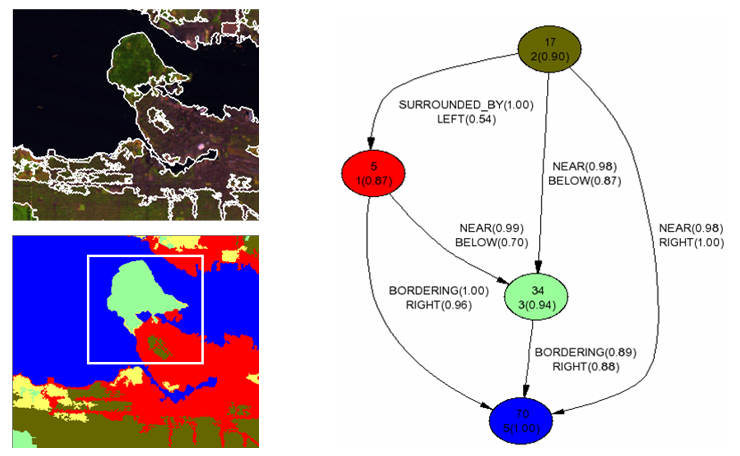 17
2(0.90)
SURROUNDED_BY(1.00)
LEFT(0.54)
5
1(0.67)
NEAR(0.98)
BELOW(0.87)
NEAR(0.99)
BELOW(0.70)
NEAR(0.98)
RIGHT(1.00)
BORDERING(1.00)
RIGHT(0.96)
34
3(0.94)
BORDERING(0.89)
RIGHT(0.88)
70
5(1.00)